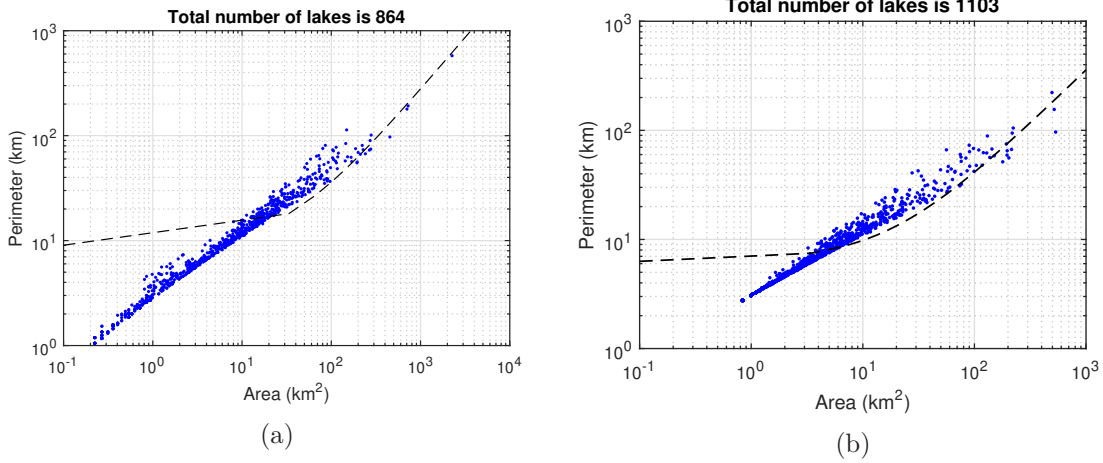 Total number of lakes is 864
10^3
10^2
10^1
10^0
Perimeter (km)
10^-1
10^0
10^1
10^2
10^3
10^4
Area (km^2)
(a)
Total number of lakes is 1103
10^3
10^2
10^1
10^0
Perimeter (km)
10^-1
10^0
10^1
10^2
10^3
Area (km^2)
(b)